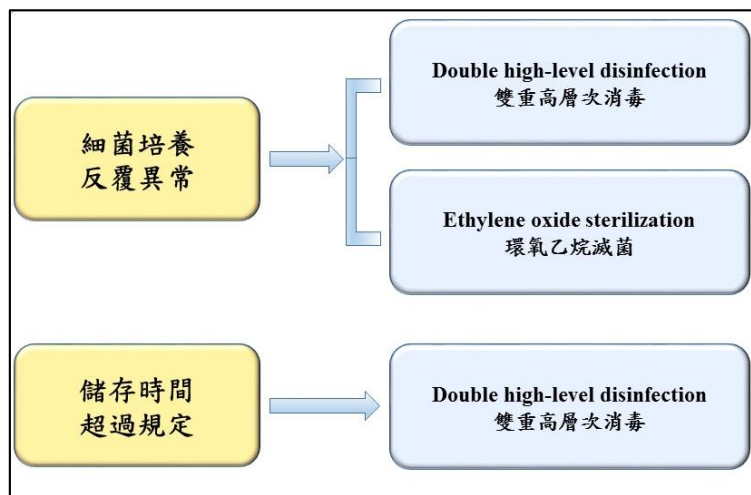 細菌培養
反覆異常
Double high-level disinfection
雙重高層次消毒
Ethylene oxide sterilization
環氧乙烷滅菌
儲存時間
超過規定
Double high-level disinfection
雙重高層次消毒